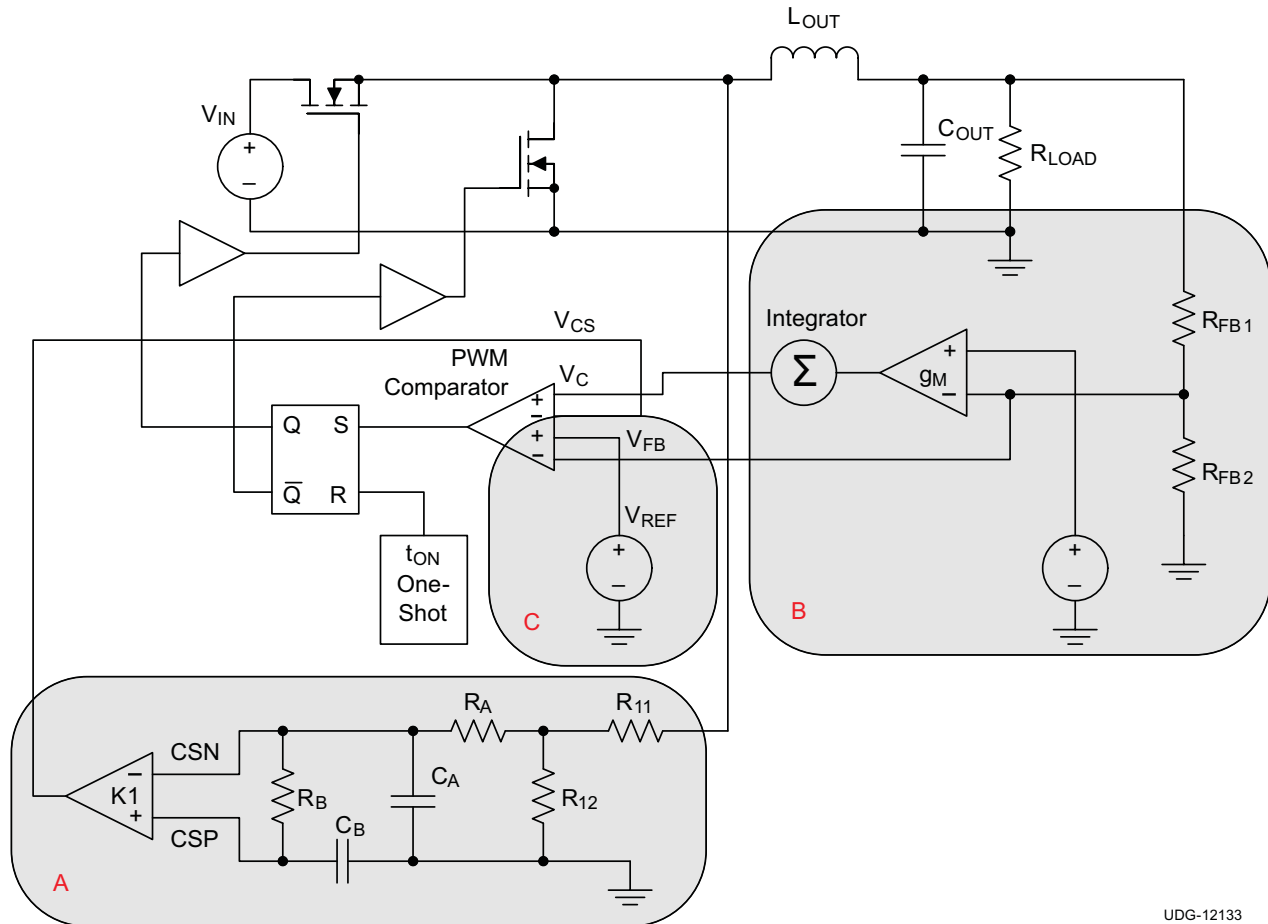 LOUT
VIN
COUT
RLOAD
VCS
Integrator
RFB1
PWM
Comparator
VC
Σ
gM
+
−
Q S
VFB
RFB2
Q̅ R
VREF
tON
One-
Shot
C
B
RA
R11
CSN
K1
RB
CA
R12
CSP
CB
A
UDG-12133